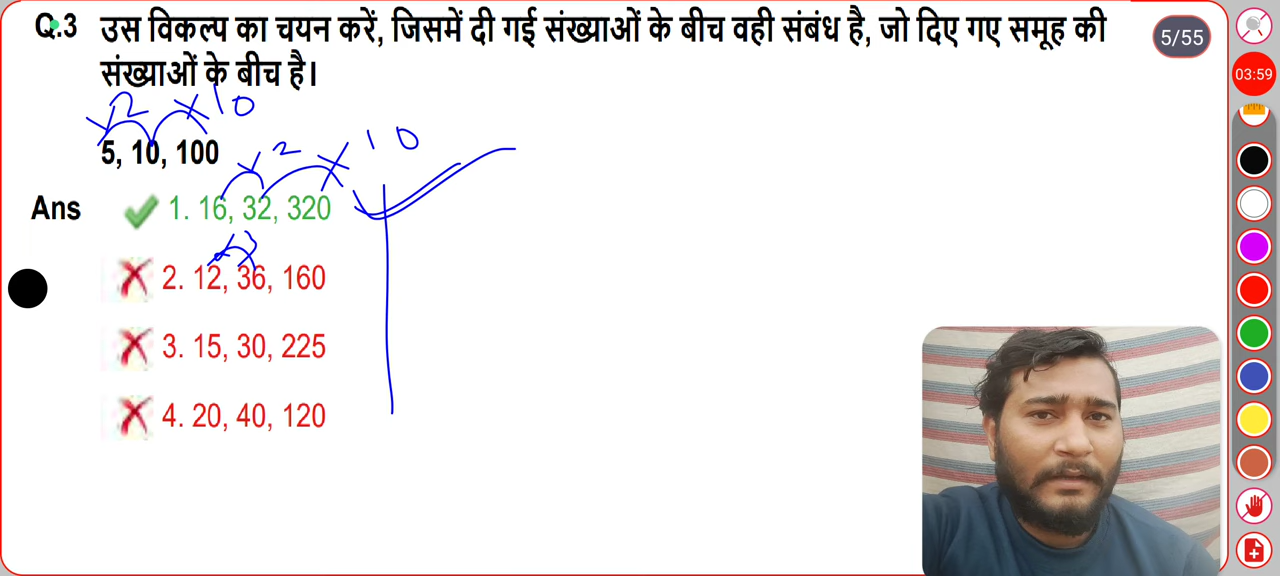 Q.3 उस विकल्प का चयन करें, जिसमें दी गई संख्याओं के बीच वही संबंध है, जो दिए गए समूह की
संख्याओं के बीच है।
5/55
03:59
×2 ×10
5, 10, 100
×2 ×10
Ans 1. 16, 32, 320
×3
2. 12, 36, 160
3. 15, 30, 225
4. 20, 40, 120